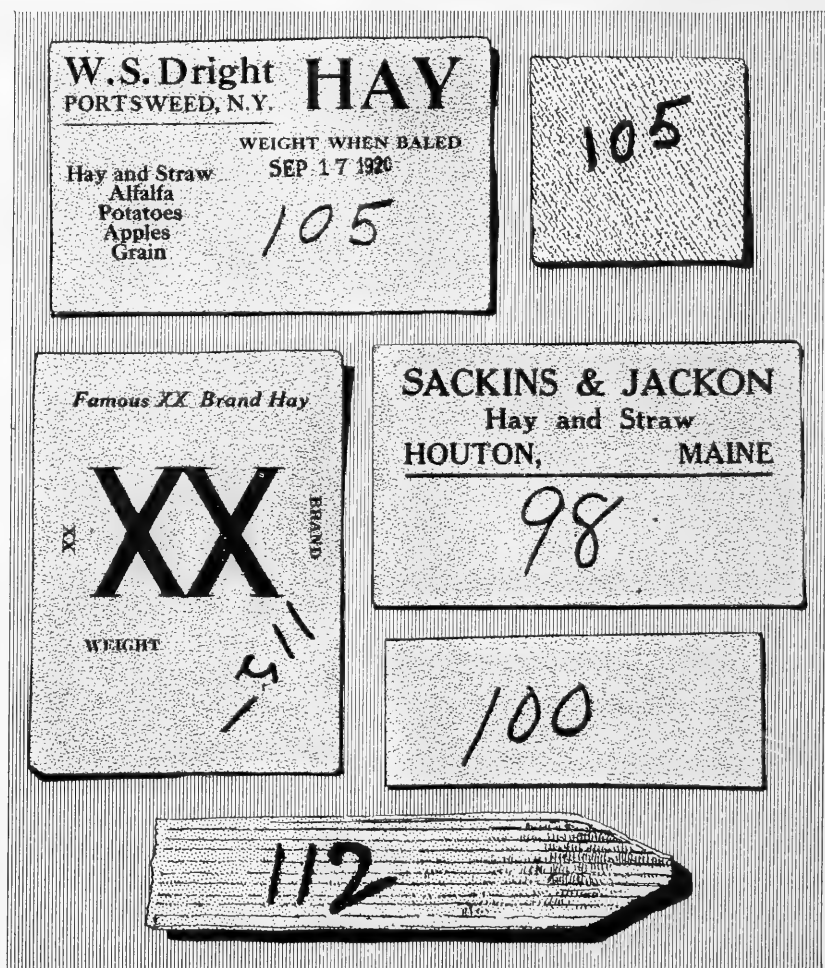 W.S. Dright
PORTSWEED, N.Y.
HAY
WEIGHT WHEN BALED
SEP 17 1920
105
Hay and Straw
Alfalfa
Potatoes
Apples
Grain
105
Famous XX Brand Hay
XX
XX
BRAND
WEIGHT
SACKINS & JACKON
Hay and Straw
HOUTON, MAINE
98
100
112